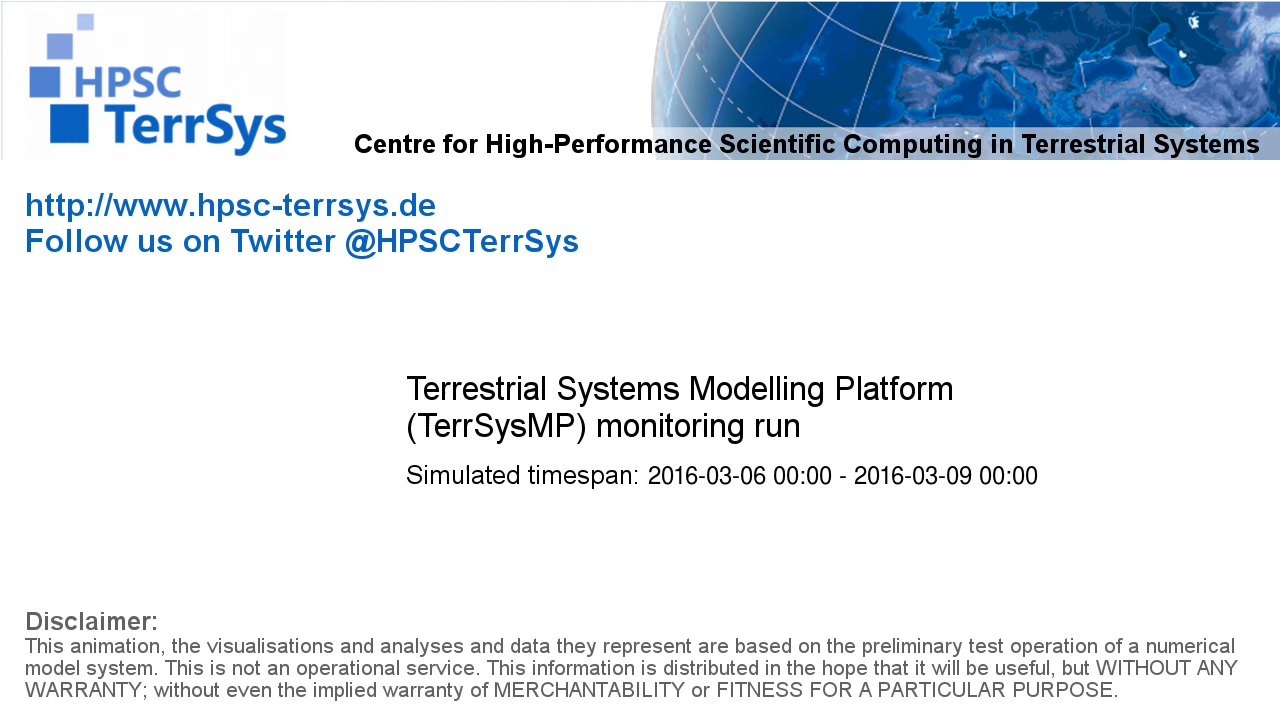 HPSC
TerrSys
Centre for High-Performance Scientific Computing in Terrestrial Systems
http://www.hpsc-terrsys.de
Follow us on Twitter @HPSCTerrSys
Terrestrial Systems Modelling Platform
(TerrSysMP) monitoring run
Simulated timespan: 2016-03-06 00:00 - 2016-03-09 00:00
Disclaimer:
This animation, the visualisations and analyses and data they represent are based on the preliminary test operation of a numerical
model system. This is not an operational service. This information is distributed in the hope that it will be useful, but WITHOUT ANY
WARRANTY; without even the implied warranty of MERCHANTABILITY or FITNESS FOR A PARTICULAR PURPOSE.